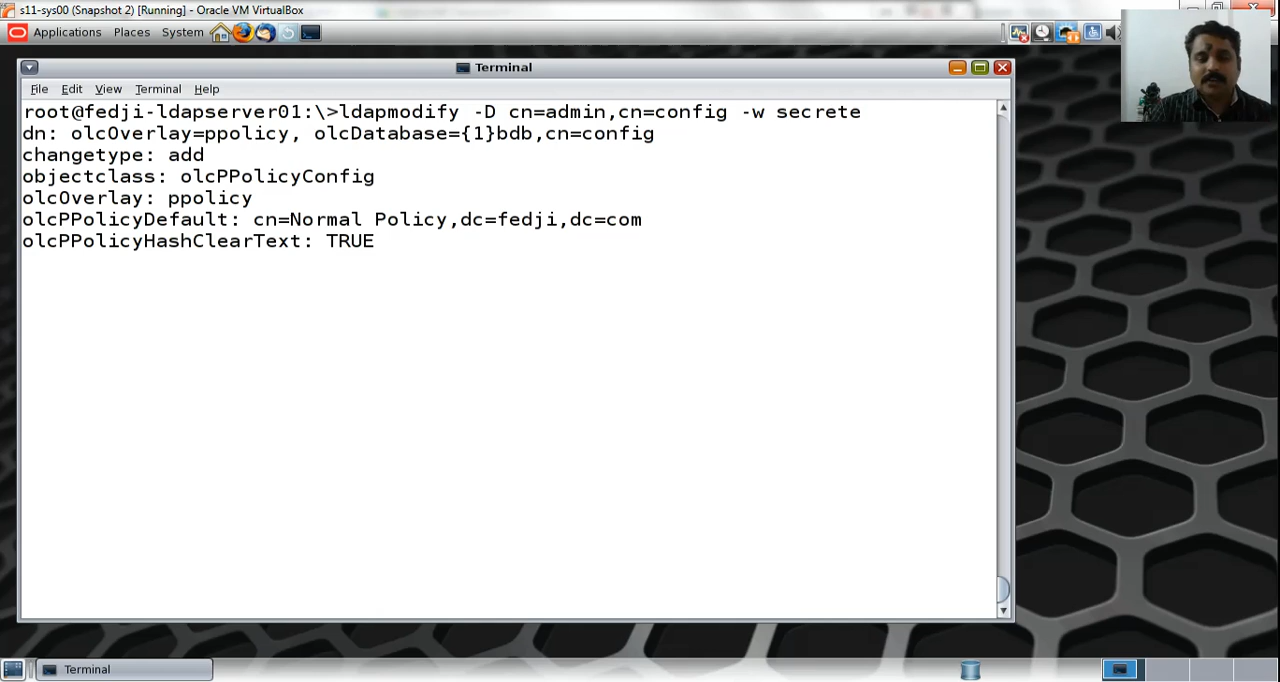 s11-sys00 (Snapshot 2) [Running] - Oracle VM VirtualBox
Applications Places System
Terminal
File Edit View Terminal Help
root@fedji-ldapserver01:\>ldapmodify -D cn=admin,cn=config -w secrete
dn: olcOverlay=ppolicy, olcDatabase={1}bdb,cn=config
changetype: add
objectclass: olcPPolicyConfig
olcOverlay: ppolicy
olcPPolicyDefault: cn=Normal Policy,dc=fedji,dc=com
olcPPolicyHashClearText: TRUE
Terminal